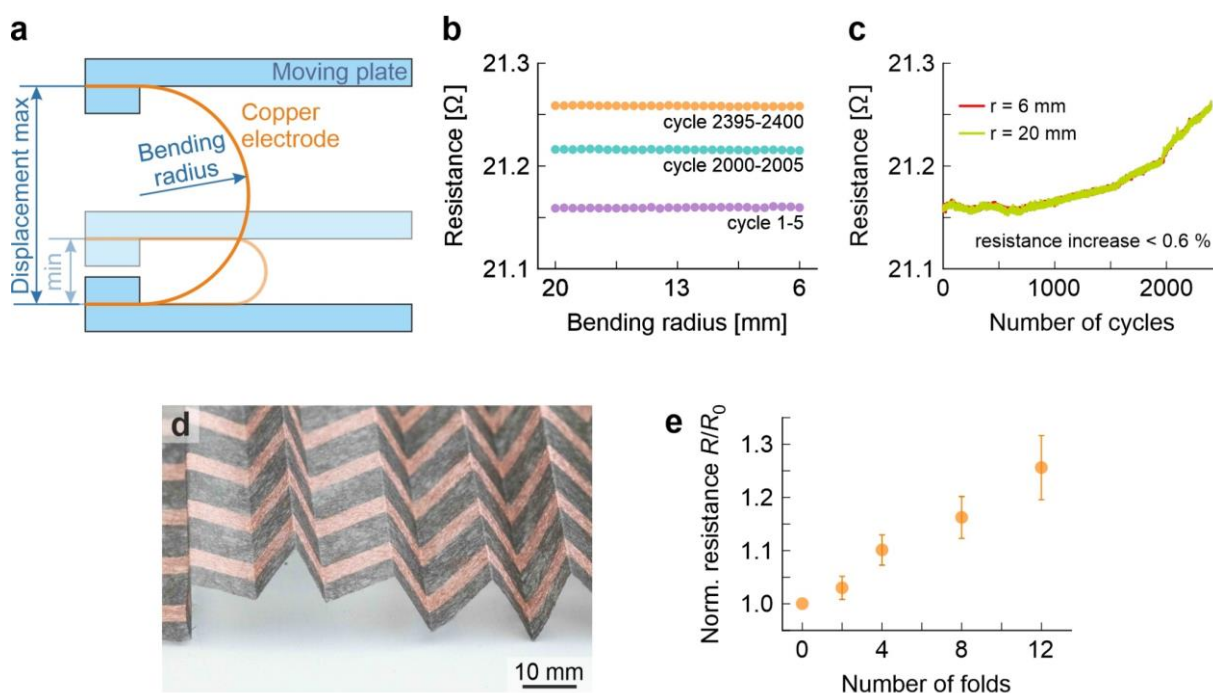 a
Moving plate
Copper
electrode
Bending
radius
Displacement max
min
b
Resistance [Ω]
21.3
21.2
21.1
cycle 2395-2400
cycle 2000-2005
cycle 1-5
20
13
6
Bending radius [mm]
c
Resistance [Ω]
21.3
21.2
21.1
r = 6 mm
r = 20 mm
resistance increase < 0.6 %
0
1000
2000
Number of cycles
d
10 mm
e
Norm. resistance R/R₀
1.3
1.2
1.1
1.0
0
4
8
12
Number of folds